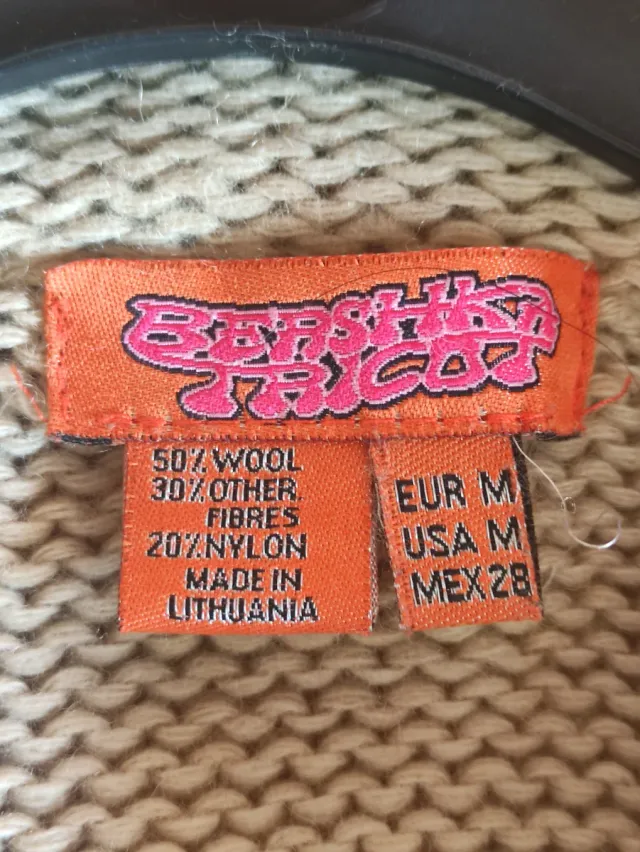 BERSHKA
TRICOT
50% WOOL
30% OTHER
FIBRES
20% NYLON
MADE IN
LITHUANIA
EUR M
USA M
MEX 28